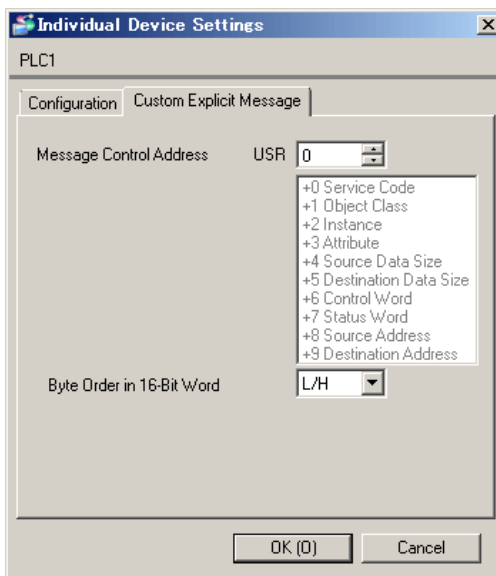 Individual Device Settings
PLC1
Configuration Custom Explicit Message
Message Control Address USR 0
+0 Service Code
+1 Object Class
+2 Instance
+3 Attribute
+4 Source Data Size
+5 Destination Data Size
+6 Control Word
+7 Status Word
+8 Source Address
+9 Destination Address
Byte Order in 16-Bit Word L/H
OK (O) Cancel